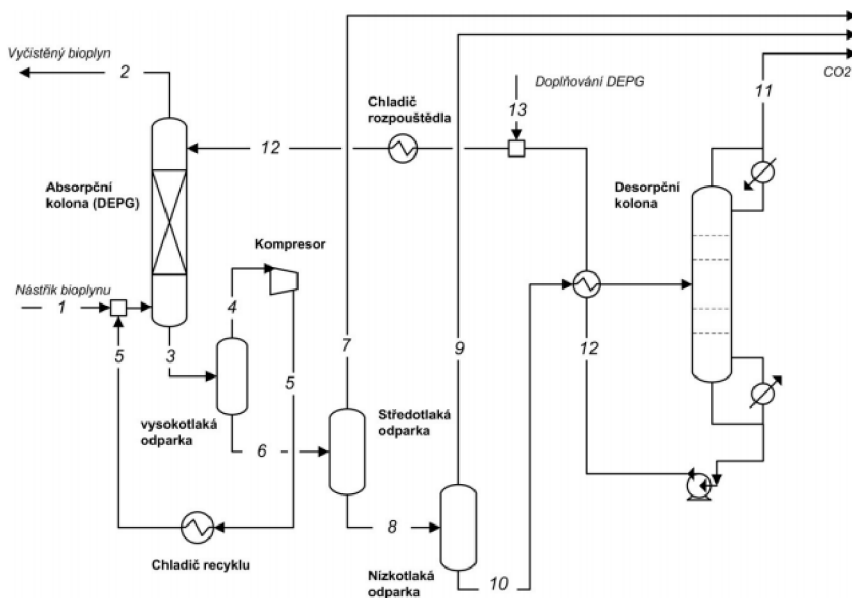 Vyčistěný bioplyn
2
Chladič
rozpouštědla
Doplňování DEPG
13
CO2
11
12
Absorpční
kolona (DEPG)
Desorpční
kolona
Kompresor
Nástřik bioplynu
1
4
5
3
5
7
9
12
vysokotlaká
odparka
6
Středotlaká
odparka
8
Chladič recyklu
Nízkotlaká
odparka
10